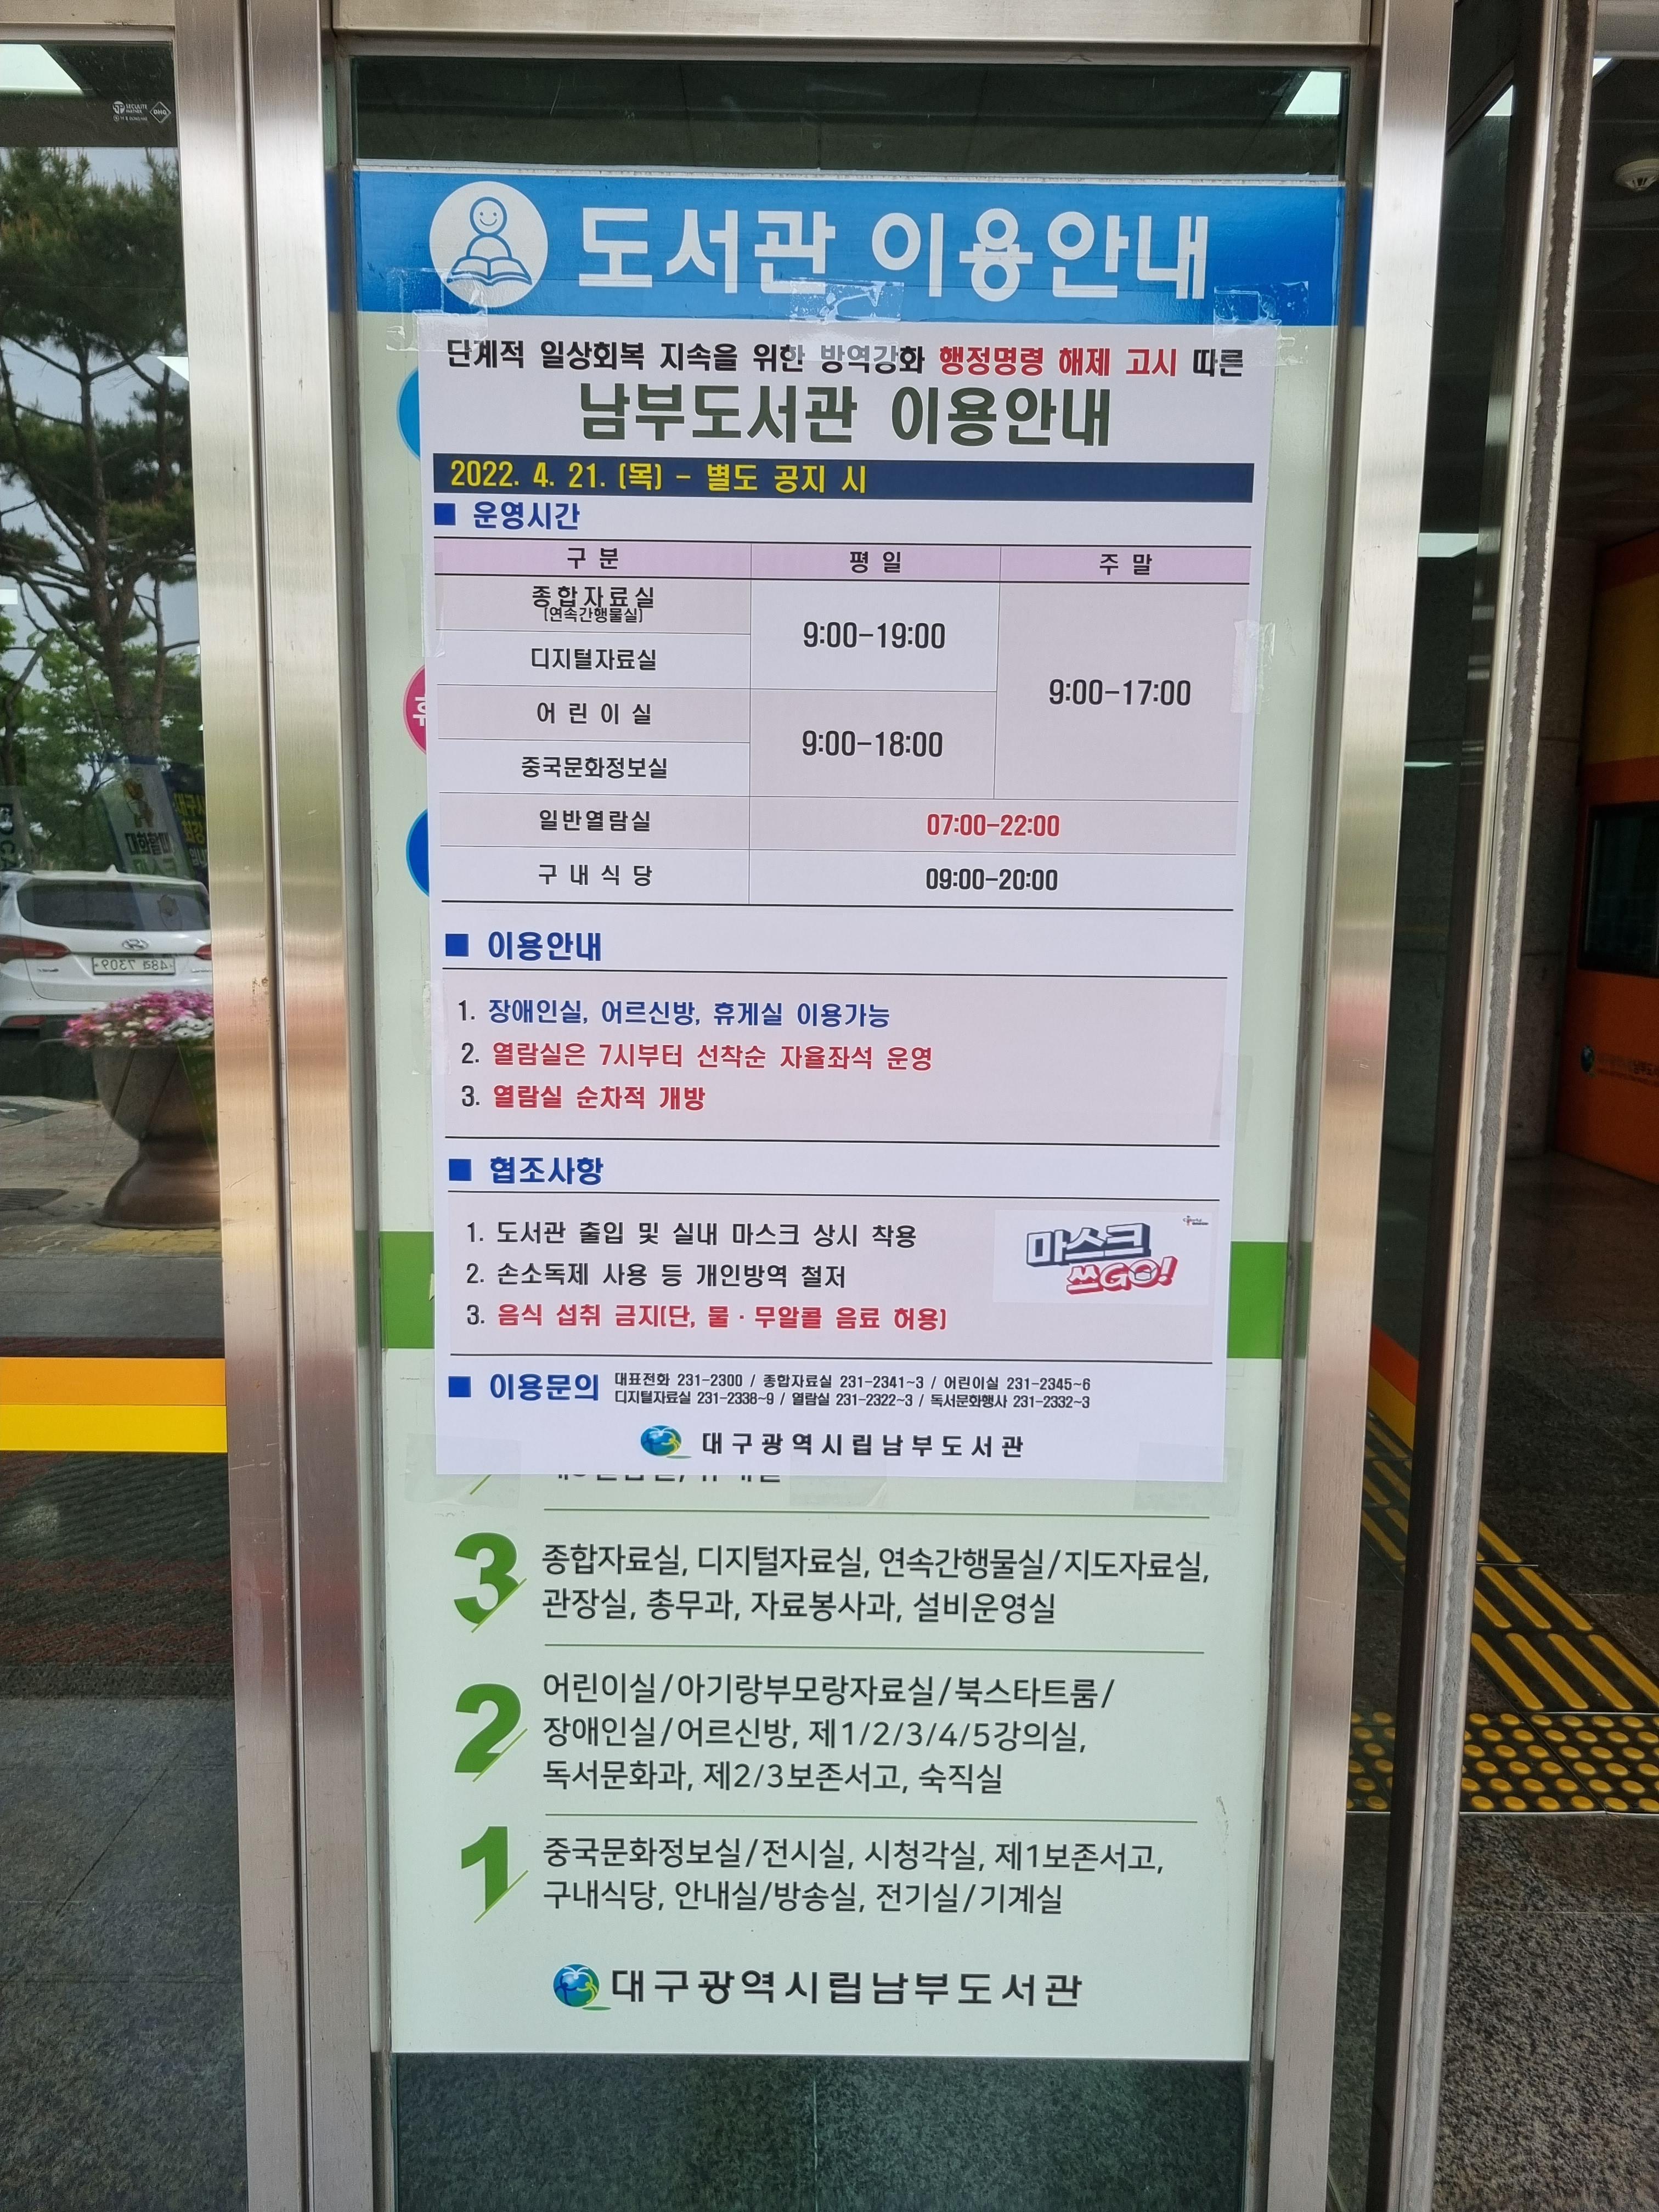 도서관 이용안내
단계적 일상회복 지속을 위한 방역강화 행정명령 해제 고시 따른
남부도서관 이용안내
2022. 4. 21. (목) - 별도 공지 시
■ 운영시간
구 분 평 일 주 말
종합자료실
(연속간행물실)
9:00-19:00
디지털자료실
9:00-17:00
어 린 이 실
9:00-18:00
중국문화정보실
일반열람실 07:00-22:00
구 내 식 당 09:00-20:00
■ 이용안내
1. 장애인실, 어르신방, 휴게실 이용가능
2. 열람실은 7시부터 선착순 자율좌석 운영
3. 열람실 순차적 개방
■ 협조사항
1. 도서관 출입 및 실내 마스크 상시 착용
2. 손소독제 사용 등 개인방역 철저
3. 음식 섭취 금지(단, 물·무알콜 음료 허용)
마스크
쓰GO!
■ 이용문의 대표전화 231-2300 / 종합자료실 231-2341~3 / 어린이실 231-2345~6
디지털자료실 231-2338~9 / 열람실 231-2322~3 / 독서문화행사 231-2332~3
대구광역시립남부도서관
3 종합자료실, 디지털자료실, 연속간행물실/지도자료실,
관장실, 총무과, 자료봉사과, 설비운영실
2 어린이실/아기랑부모랑자료실/북스타트룸/
장애인실/어르신방, 제1/2/3/4/5강의실,
독서문화과, 제2/3보존서고, 숙직실
1 중국문화정보실/전시실, 시청각실, 제1보존서고,
구내식당, 안내실/방송실, 전기실/기계실
대구광역시립남부도서관